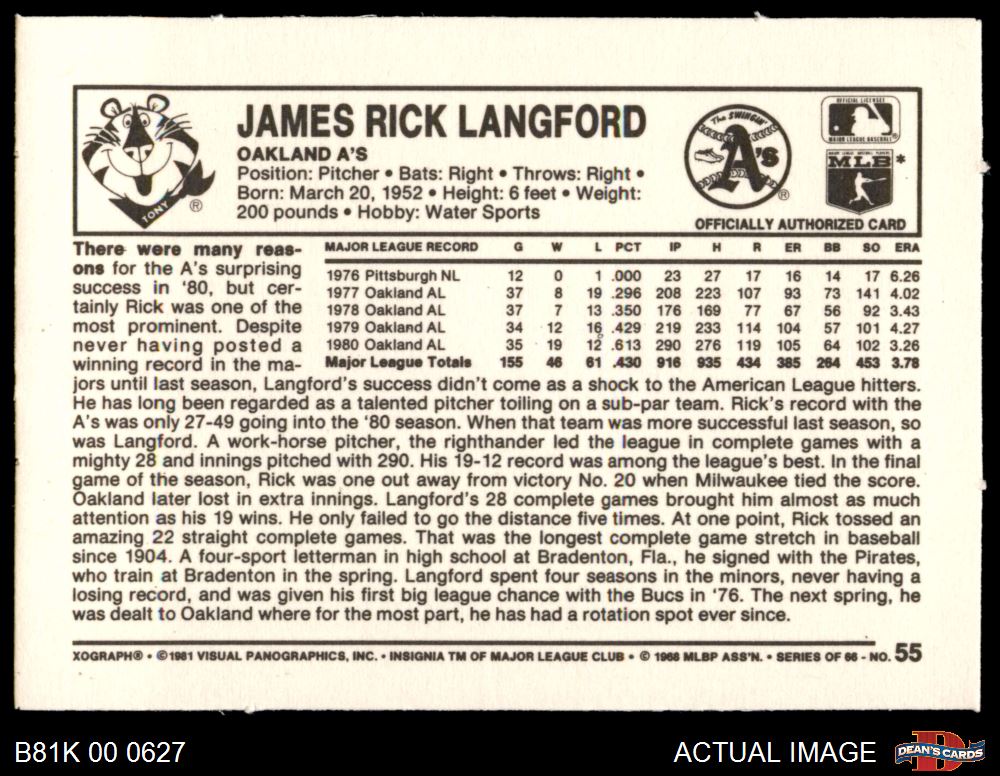 JAMES RICK LANGFORD
OAKLAND A'S
Position: Pitcher • Bats: Right • Throws: Right •
Born: March 20, 1952 • Height: 6 feet • Weight:
200 pounds • Hobby: Water Sports
TONY ®
The SWINGIN'
A's ®
OFFICIAL LICENSEE
MAJOR LEAGUE BASEBALL ®
MLB *
OFFICIALLY AUTHORIZED CARD
There were many reas-
ons for the A's surprising
success in '80, but cer-
tainly Rick was one of the
most prominent. Despite
never having posted a
winning record in the ma-
MAJOR LEAGUE RECORD G W L PCT IP H R ER BB SO ERA
1976 Pittsburgh NL 12 0 1 .000 23 27 17 16 14 17 6.26
1977 Oakland AL 37 8 19 .296 208 223 107 93 73 141 4.02
1978 Oakland AL 37 7 13 .350 176 169 77 67 56 92 3.43
1979 Oakland AL 34 12 16 .429 219 233 114 104 57 101 4.27
1980 Oakland AL 35 19 12 .613 290 276 119 105 64 102 3.26
Major League Totals 155 46 61 .430 916 935 434 385 264 453 3.78
jors until last season, Langford's success didn't come as a shock to the American League hitters.
He has long been regarded as a talented pitcher toiling on a sub-par team. Rick's record with the
A's was only 27-49 going into the '80 season. When that team was more successful last season, so
was Langford. A work-horse pitcher, the righthander led the league in complete games with a
mighty 28 and innings pitched with 290. His 19-12 record was among the league's best. In the final
game of the season, Rick was one out away from victory No. 20 when Milwaukee tied the score.
Oakland later lost in extra innings. Langford's 28 complete games brought him almost as much
attention as his 19 wins. He only failed to go the distance five times. At one point, Rick tossed an
amazing 22 straight complete games. That was the longest complete game stretch in baseball
since 1904. A four-sport letterman in high school at Bradenton, Fla., he signed with the Pirates,
who train at Bradenton in the spring. Langford spent four seasons in the minors, never having a
losing record, and was given his first big league chance with the Bucs in '76. The next spring, he
was dealt to Oakland where for the most part, he has had a rotation spot ever since.
XOGRAPH® • ©1981 VISUAL PANOGRAPHICS, INC. • INSIGNIA TM OF MAJOR LEAGUE CLUB • © 1968 MLBP ASS'N. • SERIES OF 66 - NO. 55
B81K 00 0627
ACTUAL IMAGE
DEAN'S CARDS